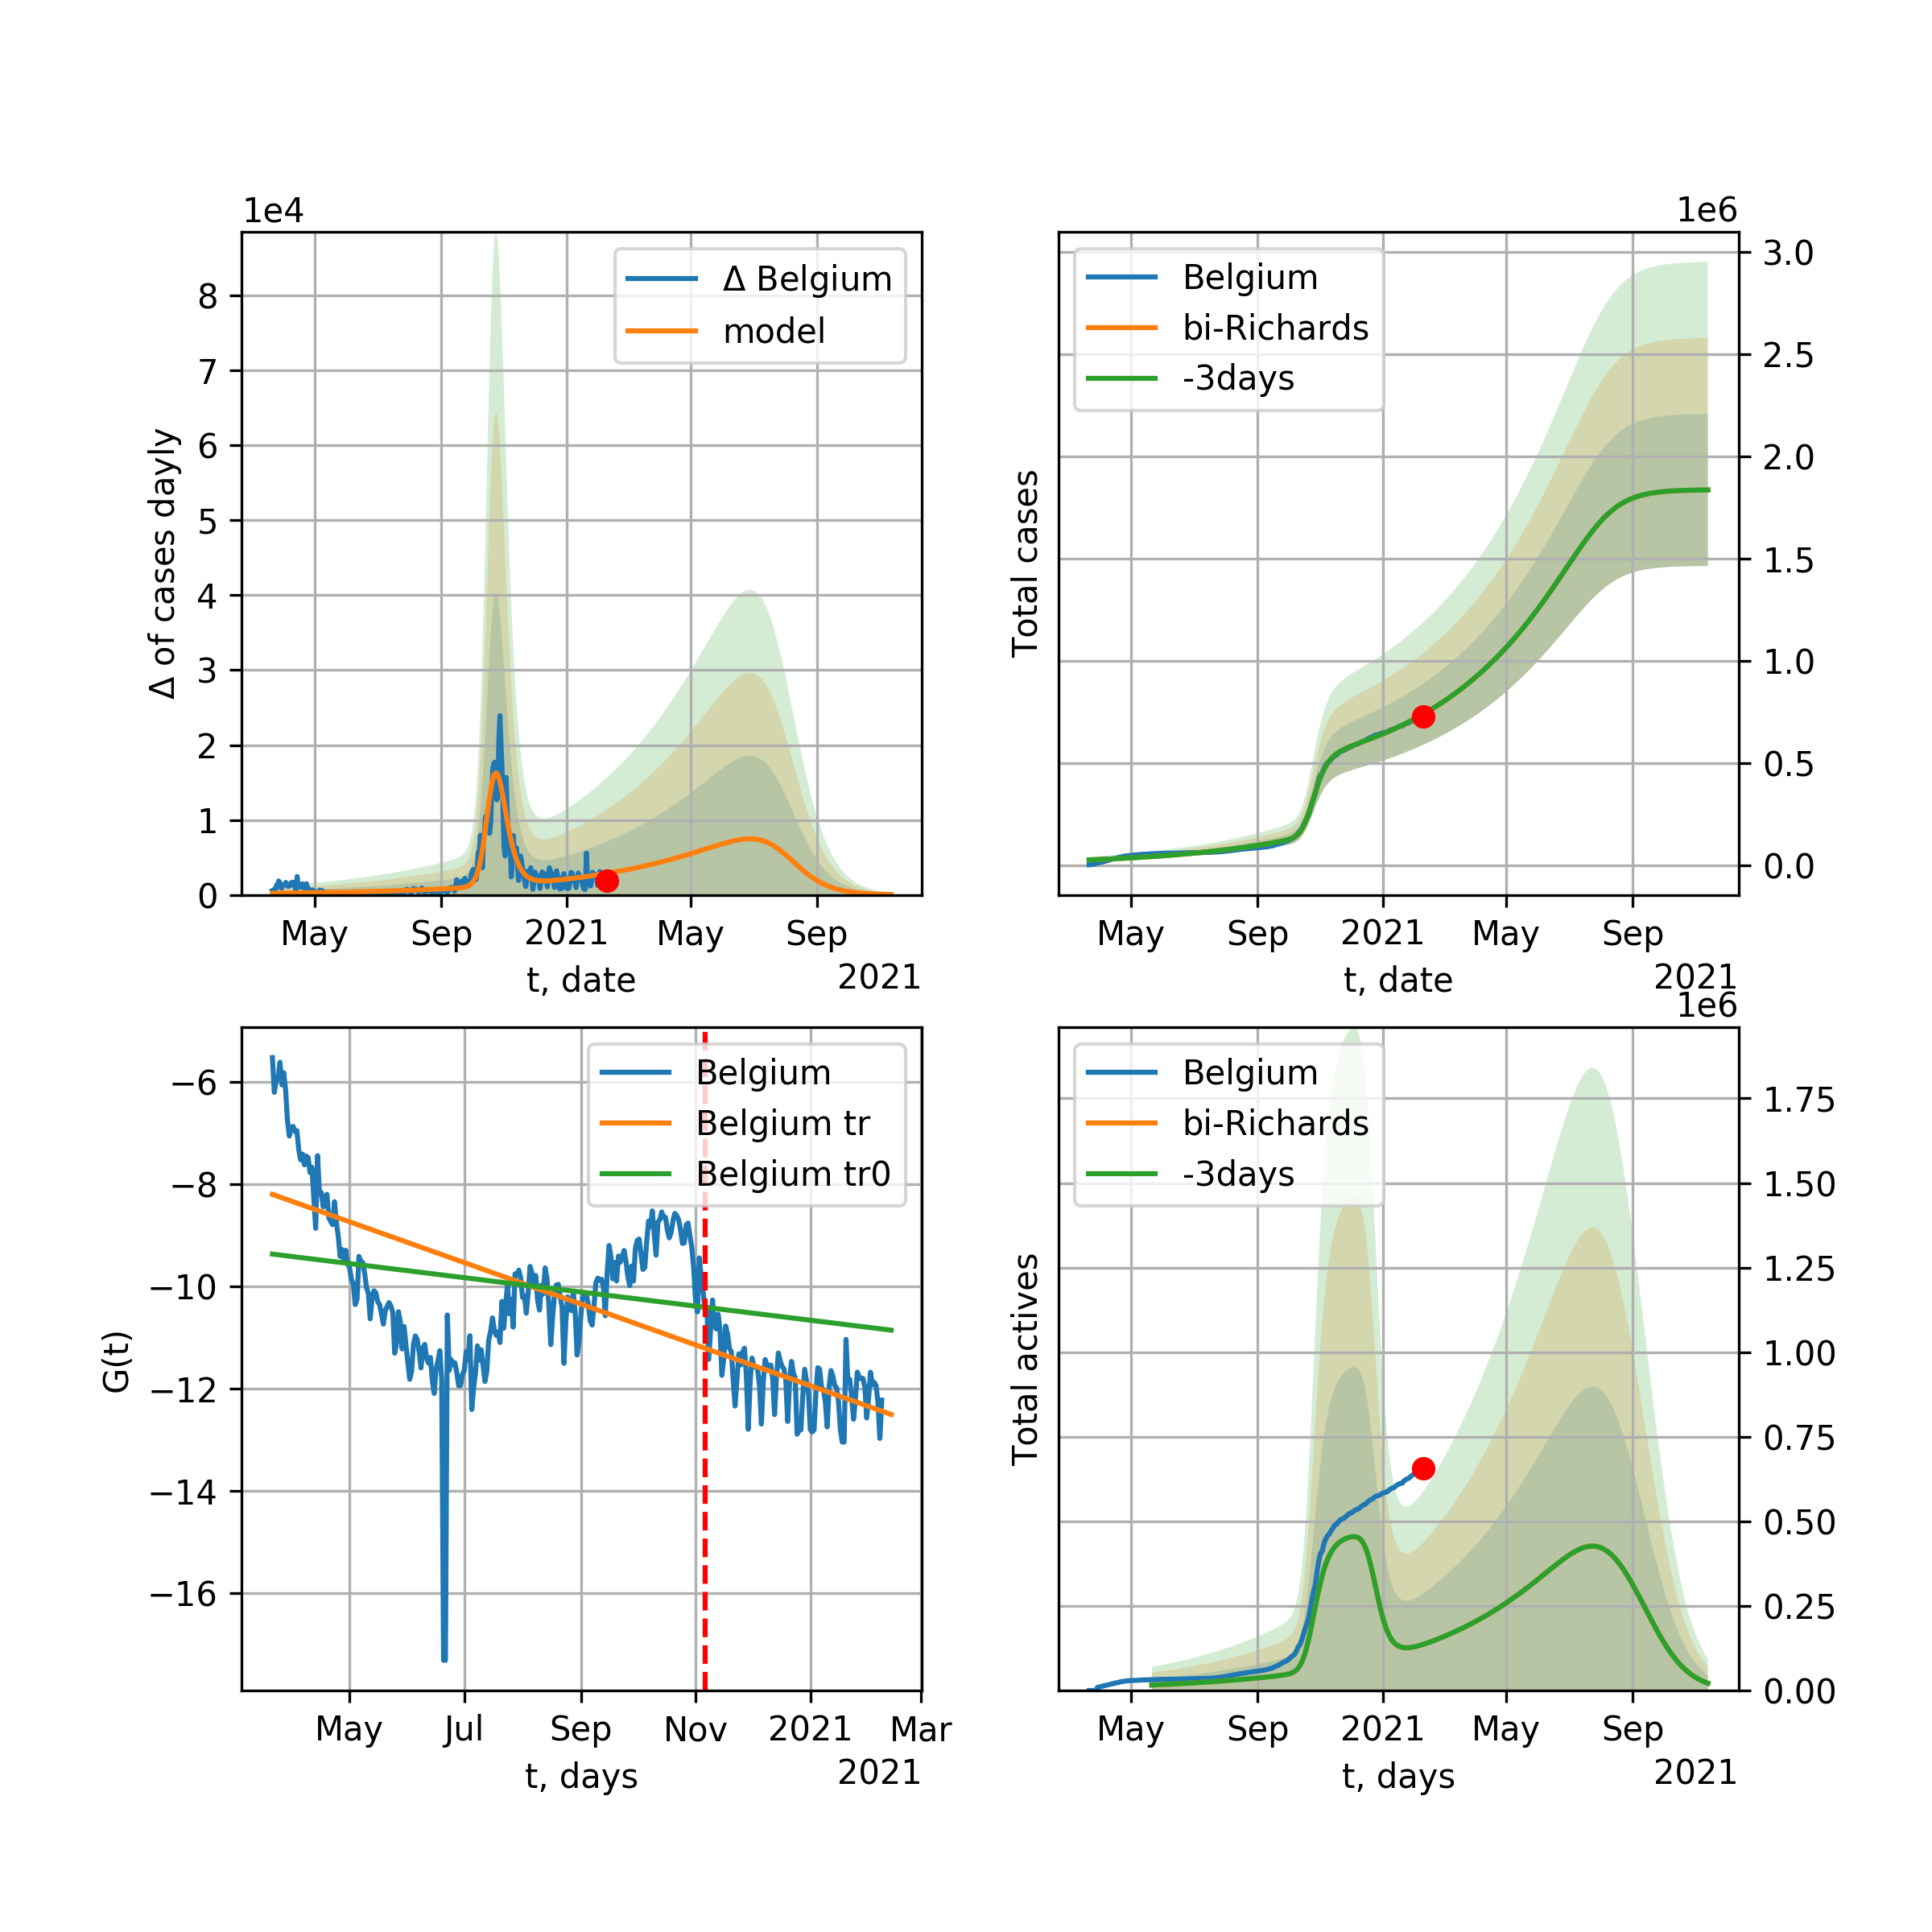 1e4
Δ Belgium
model
8
7
6
5
4
3
2
1
0
Δ of cases dayly
May Sep 2021 May Sep
t, date
2021
1e6
Belgium
bi-Richards
-3days
3.0
2.5
2.0
1.5
1.0
0.5
0.0
Total cases
May Sep 2021 May Sep
t, date
2021
Belgium
Belgium tr
Belgium tr0
−6
−8
−10
−12
−14
−16
G(t)
May Jul Sep Nov 2021 Mar
t, days
2021
1e6
Belgium
bi-Richards
-3days
1.75
1.50
1.25
1.00
0.75
0.50
0.25
0.00
Total actives
May Sep 2021 May Sep
t, days
2021